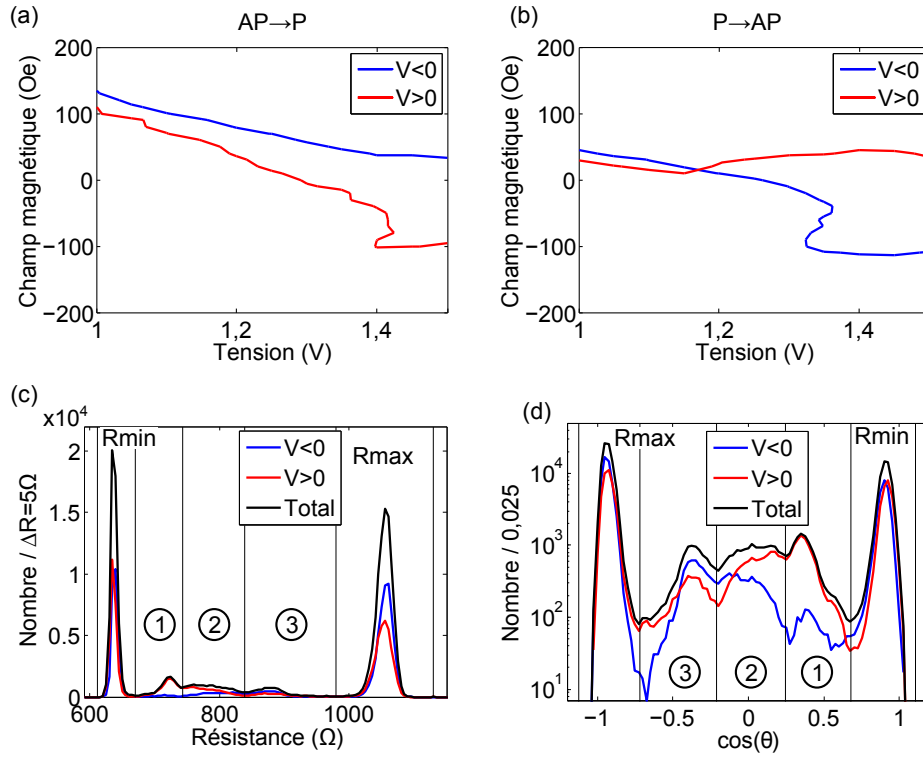 (a)
AP→P
200
100
0
−100
−200
Champ magnétique (Oe)
V<0
V>0
1
1,2
1,4
Tension (V)
(b)
P→AP
200
100
0
−100
−200
Champ magnétique (Oe)
V<0
V>0
1
1,2
1,4
Tension (V)
(c)
x10⁴
2
1.5
1
0.5
0
Nombre / ΔR=5Ω
Rmin
V<0
V>0
Total
Rmax
1
2
3
600
800
1000
Résistance (Ω)
(d)
10⁴
10³
10²
10¹
Nombre / 0,025
Rmax
V<0
V>0
Total
Rmin
3
2
1
−1
−0.5
0
0.5
1
cos(θ)